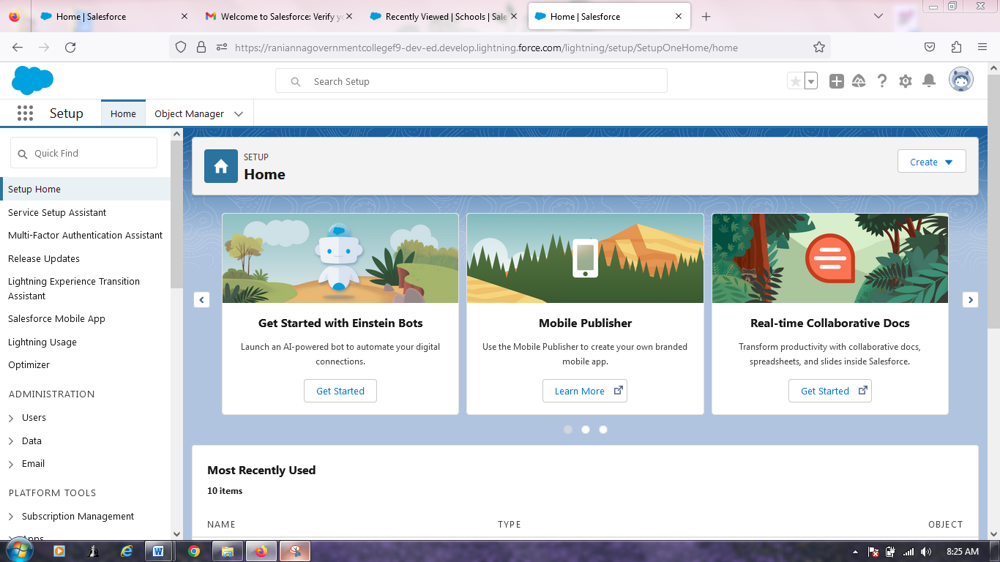 Home | Salesforce
Welcome to Salesforce: Verify yo
Recently Viewed | Schools | Sale
Home | Salesforce
https://raniannagovernmentcollegef9-dev-ed.develop.lightning.force.com/lightning/setup/SetupOneHome/home
Search Setup
Setup
Home
Object Manager
Quick Find
Setup Home
Service Setup Assistant
Multi-Factor Authentication Assistant
Release Updates
Lightning Experience Transition
Assistant
Salesforce Mobile App
Lightning Usage
Optimizer
ADMINISTRATION
Users
Data
Email
PLATFORM TOOLS
Subscription Management
Apps
SETUP
Home
Create
Get Started with Einstein Bots
Launch an AI-powered bot to automate your digital
connections.
Get Started
Mobile Publisher
Use the Mobile Publisher to create your own branded
mobile app.
Learn More
Real-time Collaborative Docs
Transform productivity with collaborative docs,
spreadsheets, and slides inside Salesforce.
Get Started
Most Recently Used
10 items
NAME
TYPE
OBJECT
8:25 AM